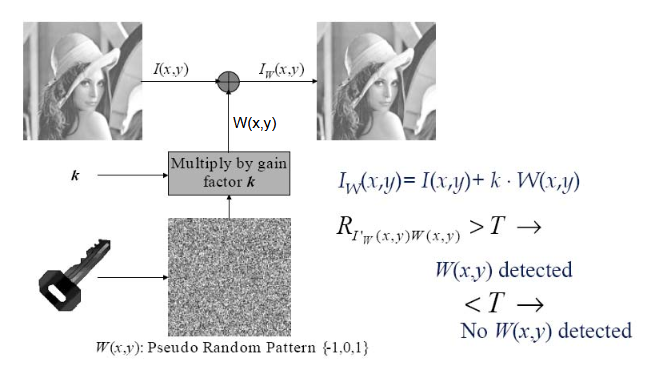 I(x,y)
I_W(x,y)
W(x,y)
k
Multiply by gain
factor k
I_W(x,y)= I(x,y)+ k · W(x,y)
R_{I'_W(x,y)W(x,y)} > T →
W(x,y) detected
< T →
No W(x,y) detected
W(x,y): Pseudo Random Pattern {-1,0,1}